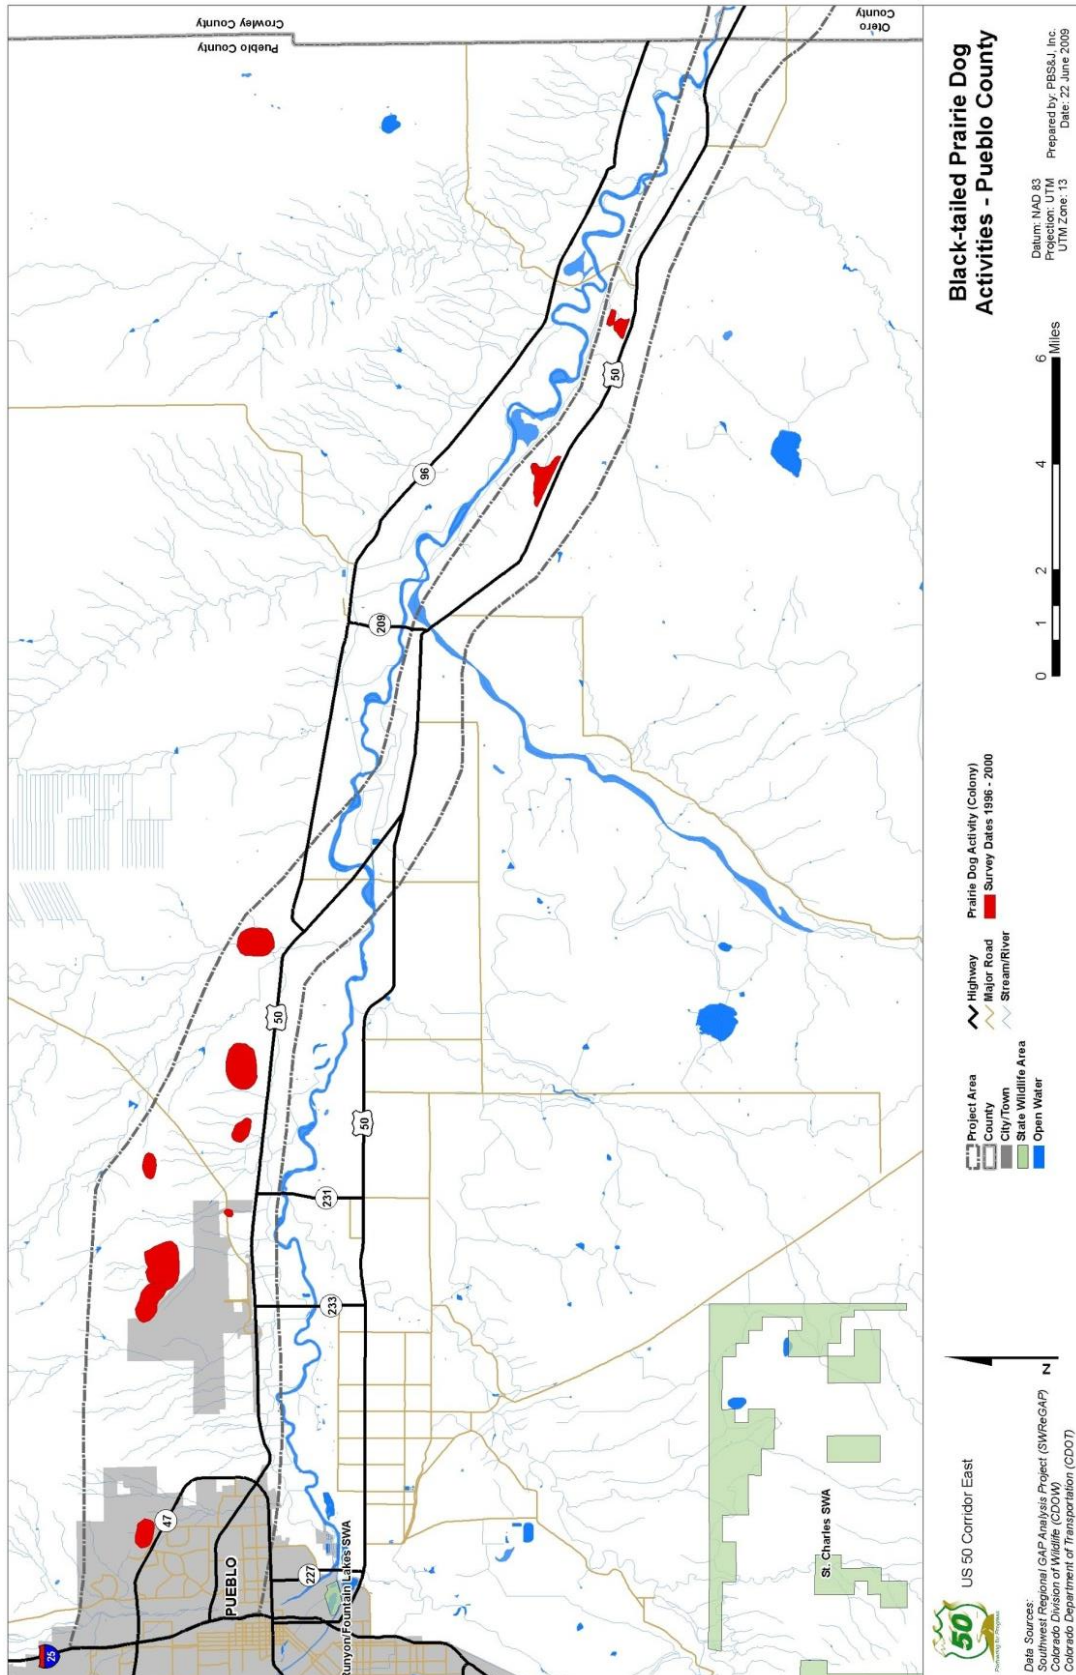 Crowley County
Pueblo County
Otero
County
96
209
50
50
50
231
233
47
227
25
PUEBLO
Runyon/Fountain Lakes SWA
St. Charles SWA
50
US 50 Corridor East
Data Sources:
Southwest Regional GAP Analysis Project (SWReGAP)
Colorado Division of Wildlife (CDOW)
Colorado Department of Transportation (CDOT)
N
Project Area
County
City/Town
State Wildlife Area
Open Water
Highway
Major Road
Stream/River
Prairie Dog Activity (Colony)
Survey Dates 1996 - 2000
0 1 2 4 6
Miles
Black-tailed Prairie Dog
Activities - Pueblo County
Datum: NAD 83
Projection: UTM
UTM Zone: 13
Prepared by: PBS&J, Inc.
Date: 22 June 2009